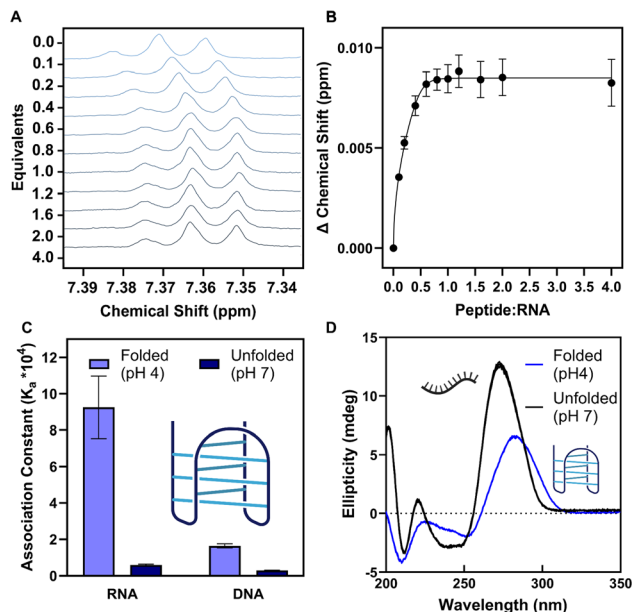 A
Equivalents
0.0
0.1
0.2
0.4
0.6
0.8
1.0
1.2
1.6
2.0
4.0
7.39 7.38 7.37 7.36 7.35 7.34
Chemical Shift (ppm)
B
Δ Chemical Shift (ppm)
0.010
0.005
0.000
0.0 0.5 1.0 1.5 2.0 2.5 3.0 3.5 4.0
Peptide:RNA
C
Association Constant (Ka *10⁴)
12
10
8
6
4
2
0
Folded
(pH 4)
Unfolded
(pH 7)
RNA DNA
D
Ellipticity (mdeg)
15
10
5
0
-5
Folded
(pH4)
Unfolded
(pH 7)
200 250 300 350
Wavelength (nm)